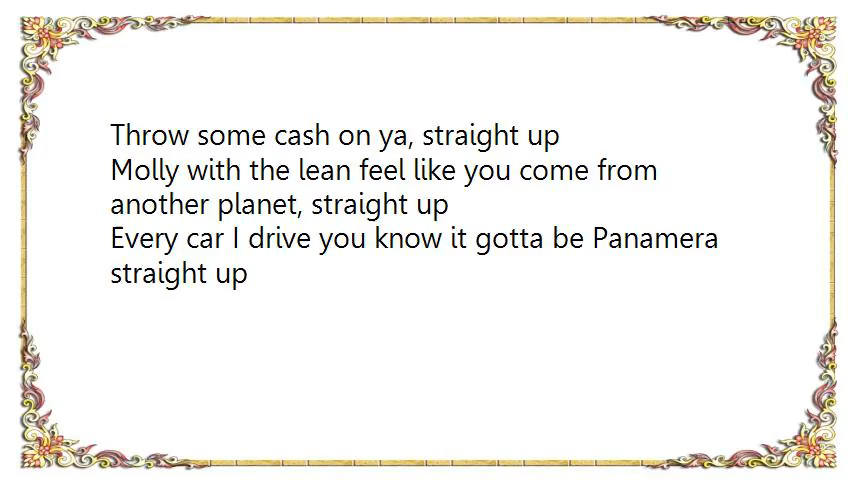 Throw some cash on ya, straight up
Molly with the lean feel like you come from
another planet, straight up
Every car I drive you know it gotta be Panamera
straight up